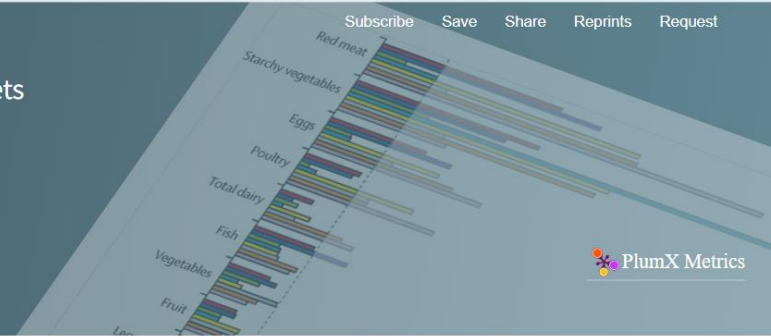 Subscribe Save Share Reprints Request
ets
Red meat
Starchy vegetables
Eggs
Poultry
Total dairy
Fish
Vegetables
Fruit
PlumX Metrics